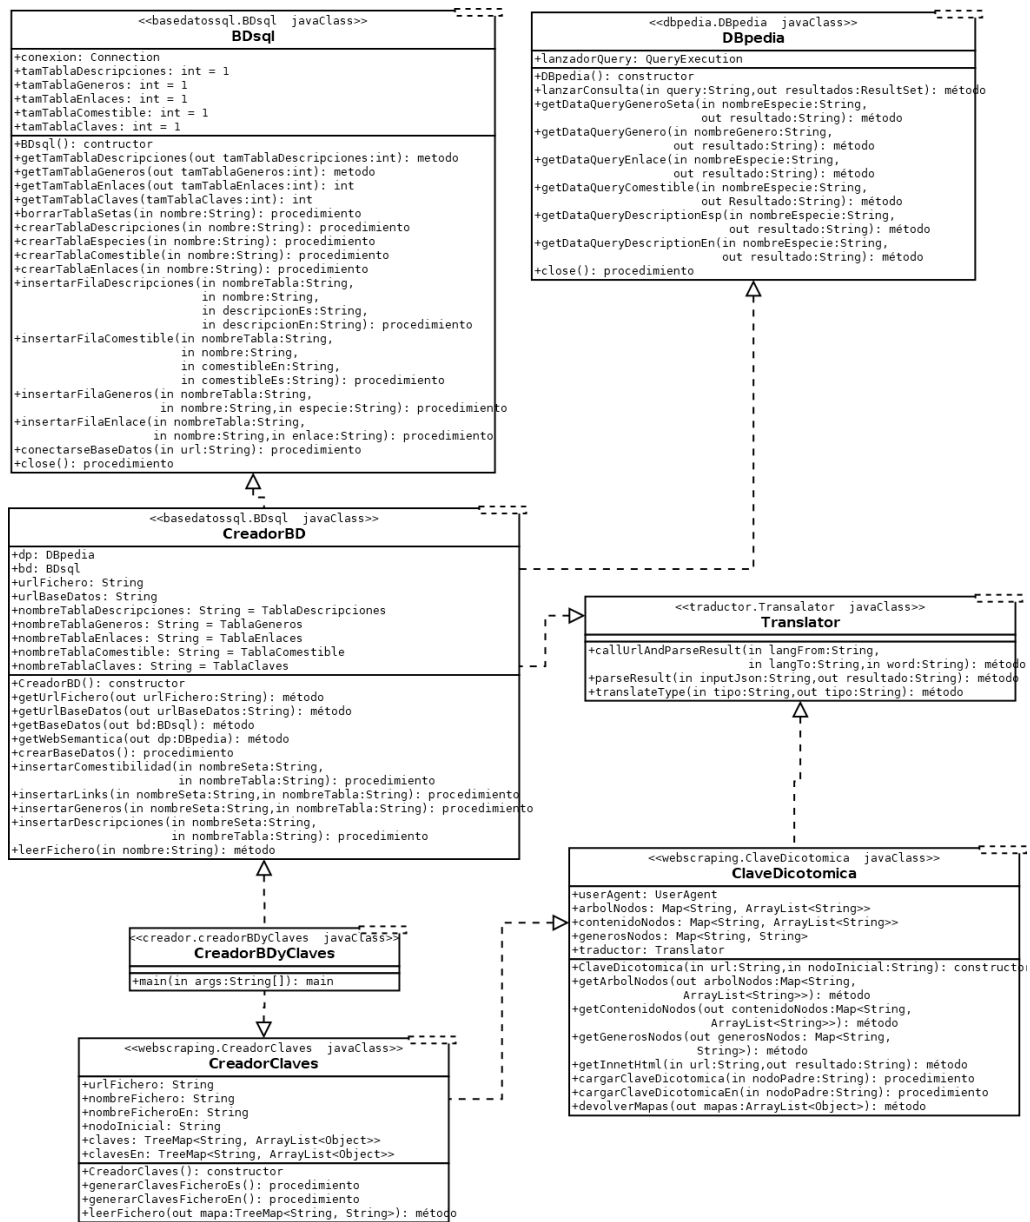 <<basedatossql.BDsql  javaClass>>
BDsql
+conexion: Connection
+tamTablaDescripciones: int = 1
+tamTablaGeneros: int = 1
+tamTablaEnlaces: int = 1
+tamTablaComestible: int = 1
+tamTablaClaves: int = 1
+BDsql(): contructor
+getTamTablaDescripciones(out tamTablaDescripciones:int): metodo
+getTamTablaGeneros(out tamTablaGeneros:int): metodo
+getTamTablaEnlaces(out tamTablaEnlaces:int): int
+getTamTablaClaves(tamTablaClaves:int): int
+borrarTablaSetas(in nombre:String): procedimiento
+crearTablaDescripciones(in nombre:String): procedimiento
+crearTablaEspecies(in nombre:String): procedimiento
+crearTablaComestible(in nombre:String): procedimiento
+crearTablaEnlaces(in nombre:String): procedimiento
+insertarFilaDescripciones(in nombreTabla:String,
in nombre:String,
in descripcionEs:String,
in descripcionEn:String): procedimiento
+insertarFilaComestible(in nombreTabla:String,
in nombre:String,
in comestibleEn:String,
in comestibleEs:String): procedimiento
+insertarFilaGeneros(in nombreTabla:String,
in nombre:String,in especie:String): procedimiento
+insertarFilaEnlace(in nombreTabla:String,
in nombre:String,in enlace:String): procedimiento
+conectarseBaseDatos(in url:String): procedimiento
+close(): procedimiento
<<dbpedia.DBpedia  javaClass>>
DBpedia
+lanzadorQuery: QueryExecution
+DBpedia(): constructor
+lanzarConsulta(in query:String,out resultados:ResultSet): método
+getDataQueryGeneroSeta(in nombreEspecie:String,
out resultado:String): método
+getDataQueryGenero(in nombreGenero:String,
out resultado:String): método
+getDataQueryEnlace(in nombreEspecie:String,
out resultado:String): método
+getDataQueryComestible(in nombreEspecie:String,
out Resultado:String): método
+getDataQueryDescriptionEsp(in nombreEspecie:String,
out resultado:String): método
+getDataQueryDescriptionEn(in nombreEspecie:String,
out resultado:String): método
+close(): procedimiento
<<basedatossql.BDsql  javaClass>>
CreadorBD
+dp: DBpedia
+bd: BDsql
+urlFichero: String
+urlBaseDatos: String
+nombreTablaDescripciones: String = TablaDescripciones
+nombreTablaGeneros: String = TablaGeneros
+nombreTablaEnlaces: String = TablaEnlaces
+nombreTablaComestible: String = TablaComestible
+nombreTablaClaves: String = TablaClaves
+CreadorBD(): constructor
+getUrlFichero(out urlFichero:String): método
+getUrlBaseDatos(out urlBaseDatos:String): método
+getBaseDatos(out bd:BDsql): método
+getWebSemantica(out dp:DBpedia): método
+crearBaseDatos(): procedimiento
+insertarComestibilidad(in nombreSeta:String,
in nombreTabla:String): procedimiento
+insertarLinks(in nombreSeta:String,in nombreTabla:String): procedimiento
+insertarGeneros(in nombreSeta:String,in nombreTabla:String): procedimiento
+insertarDescripciones(in nombreSeta:String,
in nombreTabla:String): procedimiento
+leerFichero(in nombre:String): método
<<traductor.Transalator  javaClass>>
Translator
+callUrlAndParseResult(in langFrom:String,
in langTo:String,in word:String): método
+parseResult(in inputJson:String,out resultado:String): método
+translateType(in tipo:String,out tipo:String): método
<<webscraping.ClaveDicotomica  javaClass>>
ClaveDicotomica
+userAgent: UserAgent
+arbolNodos: Map<String, ArrayList<String>>
+contenidoNodos: Map<String, ArrayList<String>>
+generosNodos: Map<String, String>
+traductor: Translator
+ClaveDicotomica(in url:String,in nodoInicial:String): constructor
+getArbolNodos(out arbolNodos:Map<String,
ArrayList<String>>): método
+getContenidoNodos(out contenidoNodos:Map<String,
ArrayList<String>>): método
+getGenerosNodos(out generosNodos: Map<String,
String>): método
+getInnetHtml(in url:String,out resultado:String): método
+cargarClaveDicotomica(in nodoPadre:String): procedimiento
+cargarClaveDicotomicaEn(in nodoPadre:String): procedimiento
+devolverMapas(out mapas:ArrayList<Object>): método
<<creador.creadorBDyClaves  javaClass>>
CreadorBDyClaves
+main(in args:String[]): main
<<webscraping.CreadorClaves  javaClass>>
CreadorClaves
+urlFichero: String
+nombreFichero: String
+nombreFicheroEn: String
+nodoInicial: String
+claves: TreeMap<String, ArrayList<Object>>
+clavesEn: TreeMap<String, ArrayList<Object>>
+CreadorClaves(): constructor
+generarClavesFicheroEs(): procedimiento
+generarClavesFicheroEn(): procedimiento
+leerFichero(out mapa:TreeMap<String, String>): método